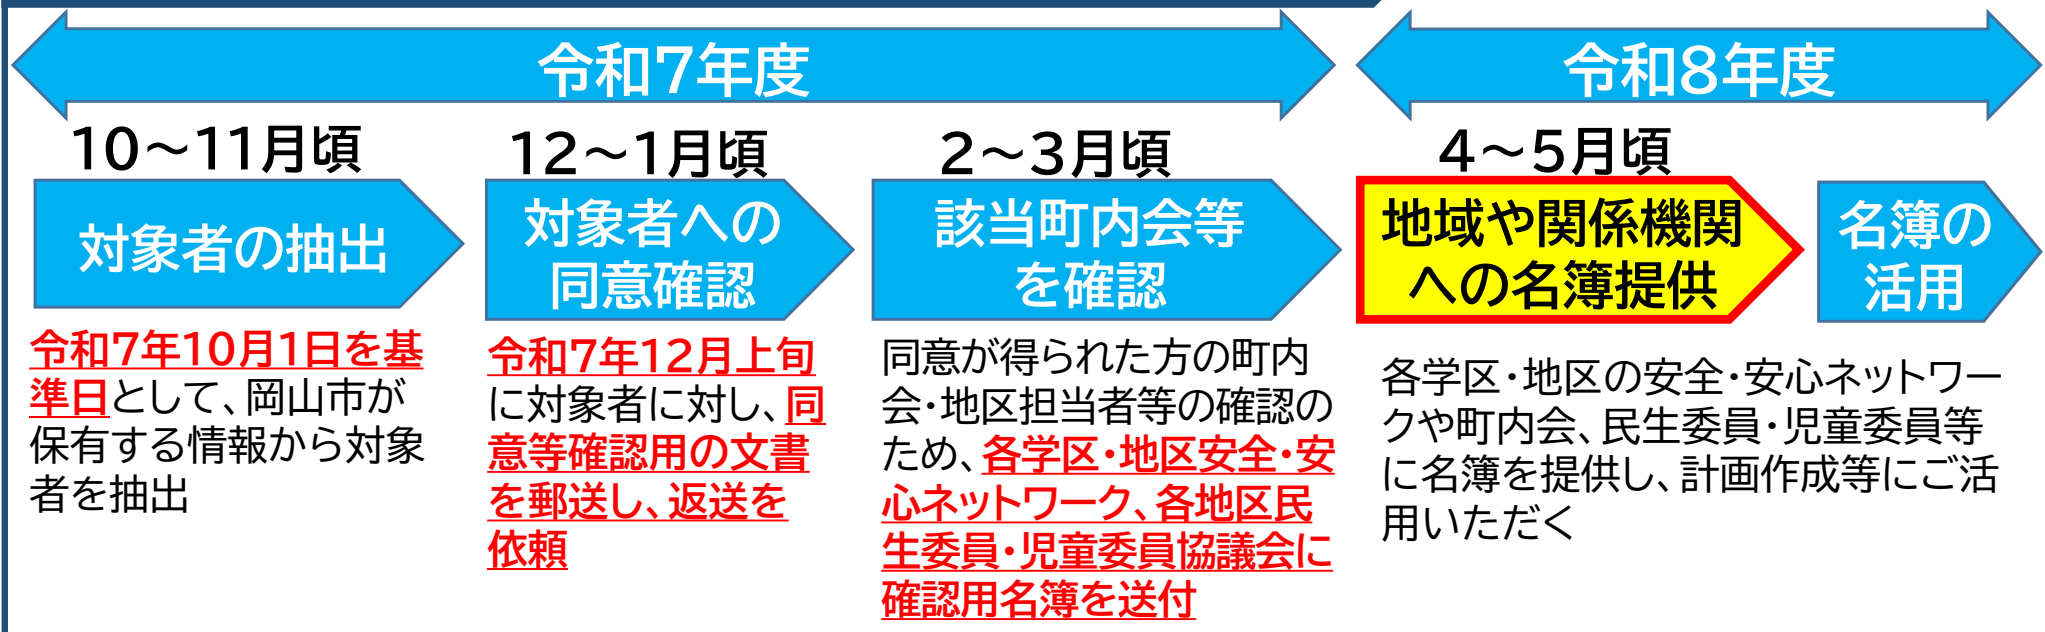 令和7年度
令和8年度
10～11月頃
対象者の抽出
令和7年10月1日を基
準日として、岡山市が
保有する情報から対象
者を抽出
12～1月頃
対象者への
同意確認
令和7年12月上旬
に対象者に対し、同
意等確認用の文書
を郵送し、返送を
依頼
2～3月頃
該当町内会等
を確認
同意が得られた方の町内
会・地区担当者等の確認の
ため、各学区・地区安全・安
心ネットワーク、各地区民
生委員・児童委員協議会に
確認用名簿を送付
4～5月頃
地域や関係機関
への名簿提供
各学区・地区の安全・安心ネットワー
クや町内会、民生委員・児童委員等
に名簿を提供し、計画作成等にご活
用いただく
名簿の
活用